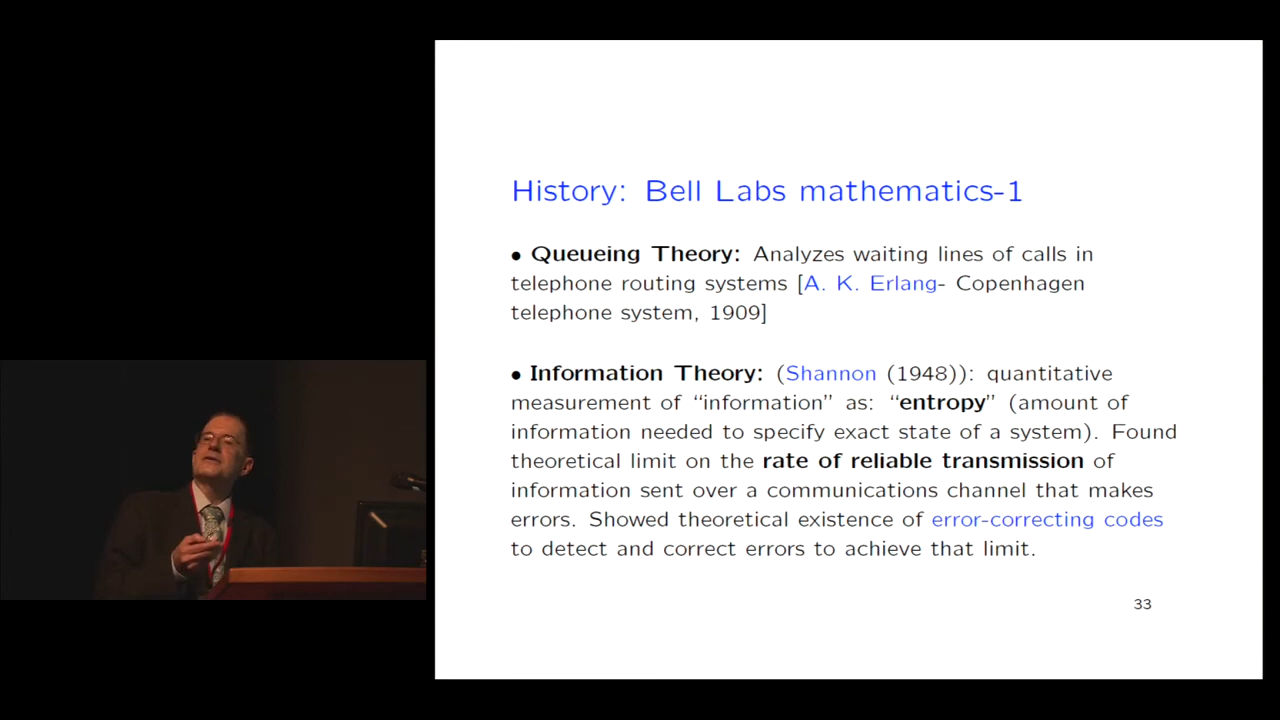 History: Bell Labs mathematics-1
• Queueing Theory: Analyzes waiting lines of calls in
telephone routing systems [A. K. Erlang- Copenhagen
telephone system, 1909]
• Information Theory: (Shannon (1948)): quantitative
measurement of “information” as: “entropy” (amount of
information needed to specify exact state of a system). Found
theoretical limit on the rate of reliable transmission of
information sent over a communications channel that makes
errors. Showed theoretical existence of error-correcting codes
to detect and correct errors to achieve that limit.
33